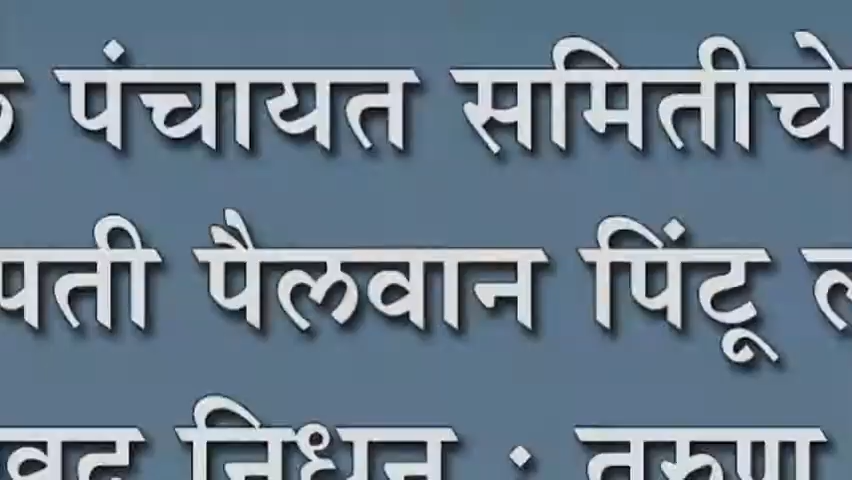 पंचायत समितीचे
पती पैलवान पिंटू
निधन : तरुण